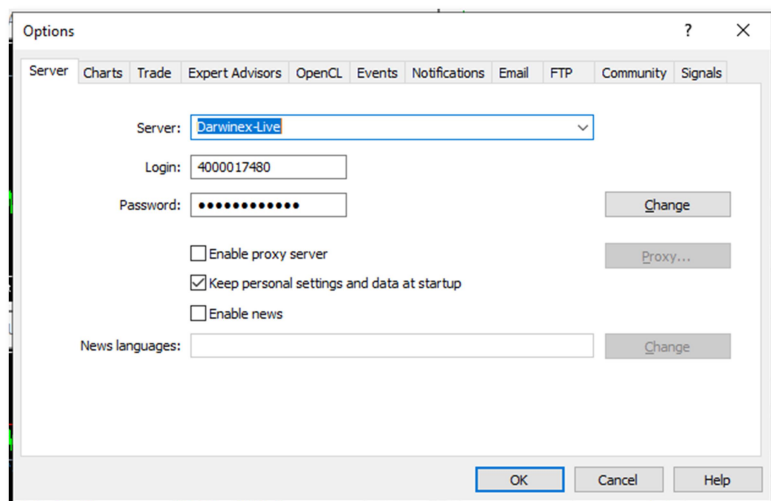 Options ?
Server Charts Trade Expert Advisors OpenCL Events Notifications Email FTP Community Signals
Server: Darwinex-Live
Login: 4000017480
Password: ●●●●●●●●●●●● Change
Enable proxy server Proxy...
Keep personal settings and data at startup
Enable news
News languages: Change
OK Cancel Help